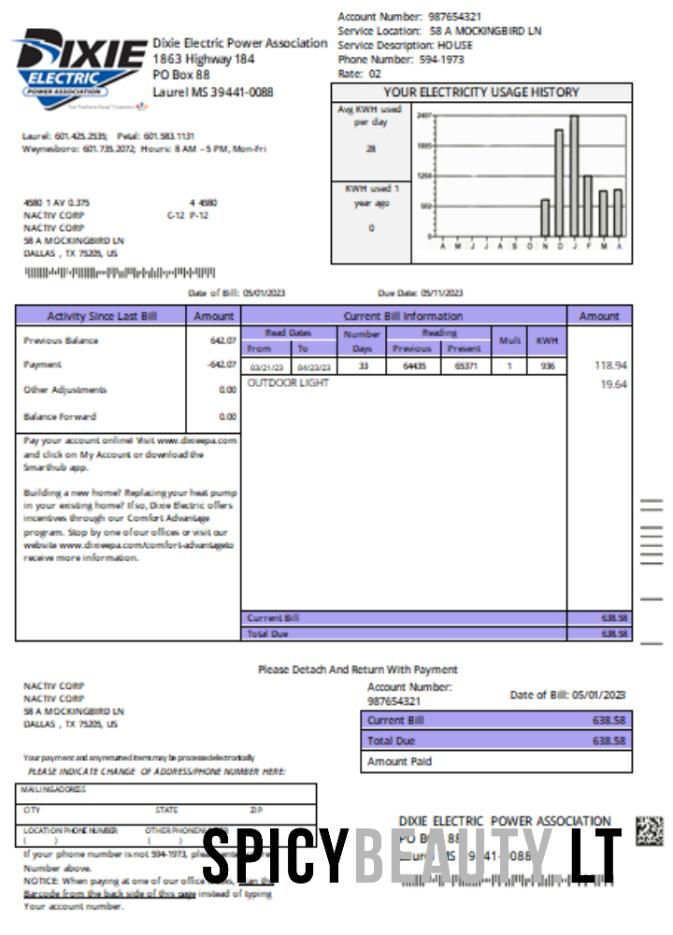 Account Number: 987654321
Service Location: 58 A MOCKINGBIRD LN
Service Description: HOUSE
Phone Number: 594-1973
Rate: 02
DIXIE
ELECTRIC
POWER ASSOCIATION
Dixie Electric Power Association
1863 Highway 184
PO Box 88
Laurel MS 39441-0088
Laurel: 601.425.2535; Petal: 601.583.1131
Waynesboro: 601.735.2072; Hours: 8 AM – 5 PM, Mon-Fri
YOUR ELECTRICITY USAGE HISTORY
Avg KWH used
per day
28
KWH used 1
year ago
0
2407
1805
1204
602
0
A M J J A S O N D J F M A
4580 1 AV 0.375 4 4580
NACTIV CORP C-12 P-12
NACTIV CORP
58 A MOCKINGBIRD LN
DALLAS , TX 75205, US
Date of Bill: 05/01/2023 Due Date: 05/11/2023
Activity Since Last Bill Amount
Previous Balance 642.07
Payment -642.07
Other Adjustments 0.00
Balance Forward 0.00
Current Bill Information Amount
Read Dates Number Reading Mult KWH
From To Days Previous Present
03/21/23 04/23/23 33 64435 65371 1 936 118.94
OUTDOOR LIGHT 19.64
Pay your account online! Visit www.dixieepa.com
and click on My Account or download the
Smarthub app.
Building a new home? Replacing your heat pump
in your existing home? If so, Dixie Electric offers
incentives through our Comfort Advantage
program. Stop by one of our offices or visit our
website www.dixieepa.com/comfort-advantageto
receive more information.
Current Bill 638.58
Total Due 638.58
Please Detach And Return With Payment
NACTIV CORP
NACTIV CORP
58 A MOCKINGBIRD LN
DALLAS , TX 75205, US
Account Number:
987654321
Date of Bill: 05/01/2023
Current Bill 638.58
Total Due 638.58
Amount Paid
Your payment and any returned items may be processed electronically
PLEASE INDICATE CHANGE OF ADDRESS/PHONE NUMBER HERE:
MAILING ADDRESS
CITY STATE ZIP
LOCATION PHONE NUMBER OTHER PHONE NUMBER
( ) ( )
If your phone number is not 594-1973, please
Number above.
NOTICE: When paying at one of our office
Barcode from the back side of this page instead of typing
Your account number.
DIXIE ELECTRIC POWER ASSOCIATION
PO BOX 88
Laurel MS 39441-0088
SPICYBEAUTY LT